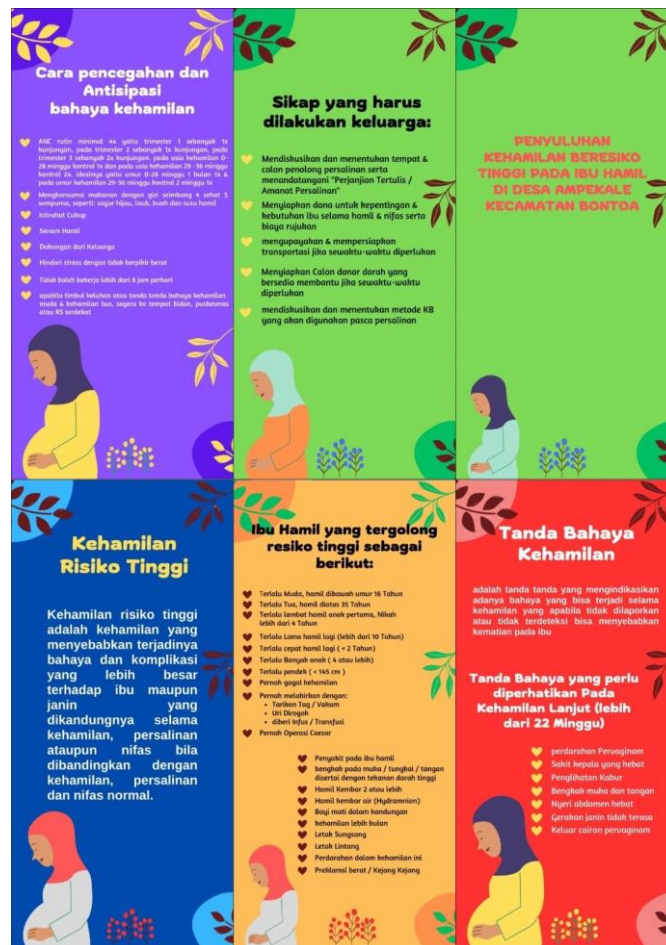 Cara pencegahan dan
Antisipasi
bahaya kehamilan
ANC rutin minimal 4x yaitu trimester 1 sebanyak 1x
kunjungan, pada trimester 2 sebanyak 1x kunjungan, pada
trimester 3 sebanyak 2x kunjungan. pada usia kehamilan 0-
28 minggu kontrol 1x dan pada usia kehamilan 29 -36 minggu
kontrol 2x. idealnya yaitu umur 0-28 minggu 1 bulan 1x &
pada umur kehamilan 29-36 minggu kontrol 2 minggu 1x
Mengkonsumsi makanan dengan gizi seimbang 4 sehat 5
sempurna, seperti: sayur hijau, lauk, buah dan susu hamil
Istirahat Cukup
Senam Hamil
Dukungan dari Keluarga
Hindari stress dengan tidak berpikir berat
Tidak boleh bekerja lebih dari 8 jam perhari
apabila timbul keluhan atau tanda tanda bahaya kehamilan
muda & kehamilan tua, segera ke tempat bidan, puskesmas
atau RS terdekat
Sikap yang harus
dilakukan keluarga:
Mendiskusikan dan menentukan tempat &
calon penolong persalinan serta
menandatangani "Perjanjian Tertulis /
Amanat Persalinan"
Menyiapkan dana untuk kepentingan &
kebutuhan ibu selama hamil & nifas serta
biaya rujukan
mengupayakan & mempersiapkan
transportasi jika sewaktu-waktu diperlukan
Menyiapkan Calon donor darah yang
bersedia membantu jika sewaktu-waktu
diperlukan
mendiskusikan dan menentukan metode KB
yang akan digunakan pasca persalinan
PENYULUHAN
KEHAMILAN BERESIKO
TINGGI PADA IBU HAMIL
DI DESA AMPEKALE
KECAMATAN BONTOA
Kehamilan
Risiko Tinggi
Kehamilan risiko tinggi
adalah kehamilan yang
menyebabkan terjadinya
bahaya dan komplikasi
yang lebih besar
terhadap ibu maupun
janin yang
dikandungnya selama
kehamilan, persalinan
ataupun nifas bila
dibandingkan dengan
kehamilan, persalinan
dan nifas normal.
Ibu Hamil yang tergolong
resiko tinggi sebagai
berikut:
Terlalu Muda, hamil dibawah umur 16 Tahun
Terlalu Tua, hamil diatas 35 Tahun
Terlalu lambat hamil anak pertama, Nikah
lebih dari 4 Tahun
Terlalu Lama hamil lagi (lebih dari 10 Tahun)
Terlalu cepat hamil lagi ( < 2 Tahun)
Terlalu Banyak anak ( 4 atau lebih)
Terlalu pendek ( < 145 cm )
Pernah gagal kehamilan
Pernah melahirkan dengan:
Tarikan Tag / Vakum
Uri Dirogoh
diberi Infus / Transfusi
Pernah Operasi Caesar
Penyakit pada ibu hamil
bengkak pada muka / tungkai / tangan
disertai dengan tekanan darah tinggi
Hamil Kembar 2 atau lebih
Hamil kembar air (Hydramnion)
Bayi mati dalam kandungan
kehamilan lebih bulan
Letak Sungsang
Letak Lintang
Perdarahan dalam kehamilan ini
Preklamsi berat / Kejang Kejang
Tanda Bahaya
Kehamilan
adalah tanda tanda yang mengindikasikan
adanya bahaya yang bisa terjadi selama
kehamilan yang apabila tidak dilaporkan
atau tidak terdeteksi bisa menyebabkan
kematian pada ibu
Tanda Bahaya yang perlu
diperhatikan Pada
Kehamilan Lanjut (lebih
dari 22 Minggu)
perdarahan Pervaginam
Sakit kepala yang hebat
Penglihatan Kabur
Bengkak muka dan tangan
Nyeri abdomen hebat
Gerakan janin tidak terasa
Keluar cairan pervaginam